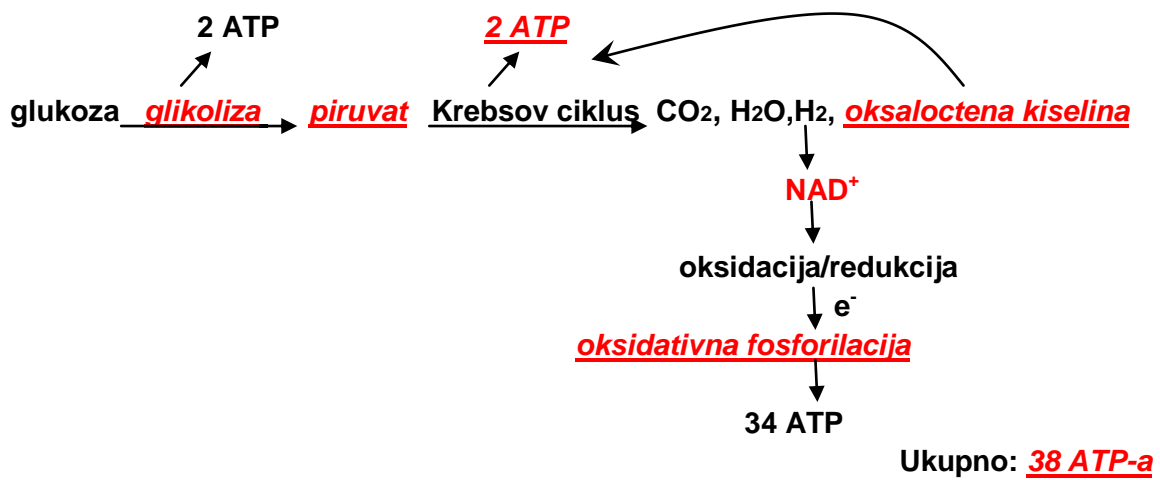 2 ATP 2 ATP
glukoza glikoliza piruvat Krebsov ciklus CO2, H2O,H2, oksaloctena kiselina
NAD+
oksidacija/redukcija
e-
oksidativna fosforilacija
34 ATP
Ukupno: 38 ATP-a